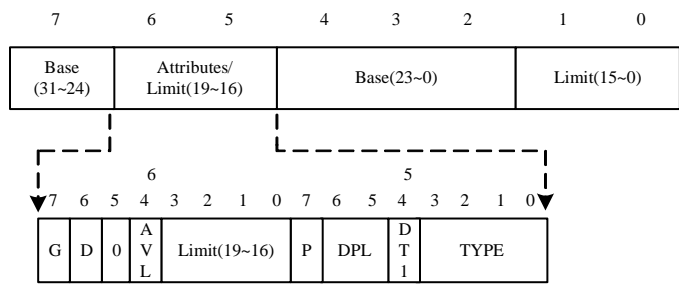 7 6 5 4 3 2 1 0
Base
(31~24)
Attributes/
Limit(19~16)
Base(23~0)
Limit(15~0)
6 5
7 6 5 4 3 2 1 0 7 6 5 4 3 2 1 0
G D 0 AVL Limit(19~16) P DPL DT1 TYPE